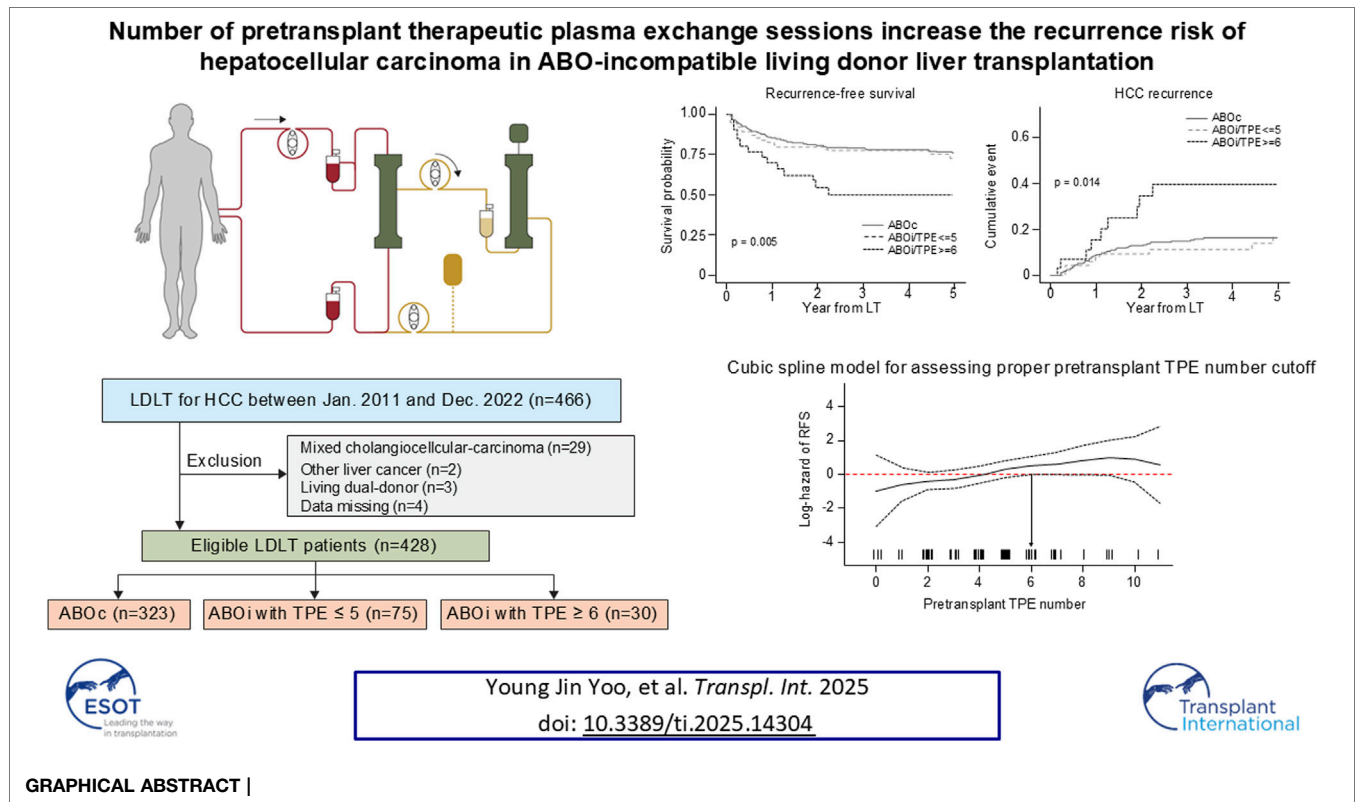 Number of pretransplant therapeutic plasma exchange sessions increase the recurrence risk of
hepatocellular carcinoma in ABO-incompatible living donor liver transplantation
Recurrence-free survival
1.00
0.75
0.50
0.25
0
Survival probability
p = 0.005
ABOc
ABOi/TPE<=5
ABOi/TPE>=6
0 1 2 3 4 5
Year from LT
HCC recurrence
0.6
0.4
0.2
0
Cumulative event
p = 0.014
ABOc
ABOi/TPE<=5
ABOi/TPE>=6
0 1 2 3 4 5
Year from LT
LDLT for HCC between Jan. 2011 and Dec. 2022 (n=466)
Exclusion
Mixed cholangiocellcular-carcinoma (n=29)
Other liver cancer (n=2)
Living dual-donor (n=3)
Data missing (n=4)
Eligible LDLT patients (n=428)
ABOc (n=323)
ABOi with TPE ≤ 5 (n=75)
ABOi with TPE ≥ 6 (n=30)
Cubic spline model for assessing proper pretransplant TPE number cutoff
4
2
0
-2
-4
Log-hazard of RFS
0 2 4 6 8 10
Pretransplant TPE number
ESOT
Leading the way
in transplantation
Young Jin Yoo, et al. Transpl. Int. 2025
doi: 10.3389/ti.2025.14304
Transplant
International
GRAPHICAL ABSTRACT |